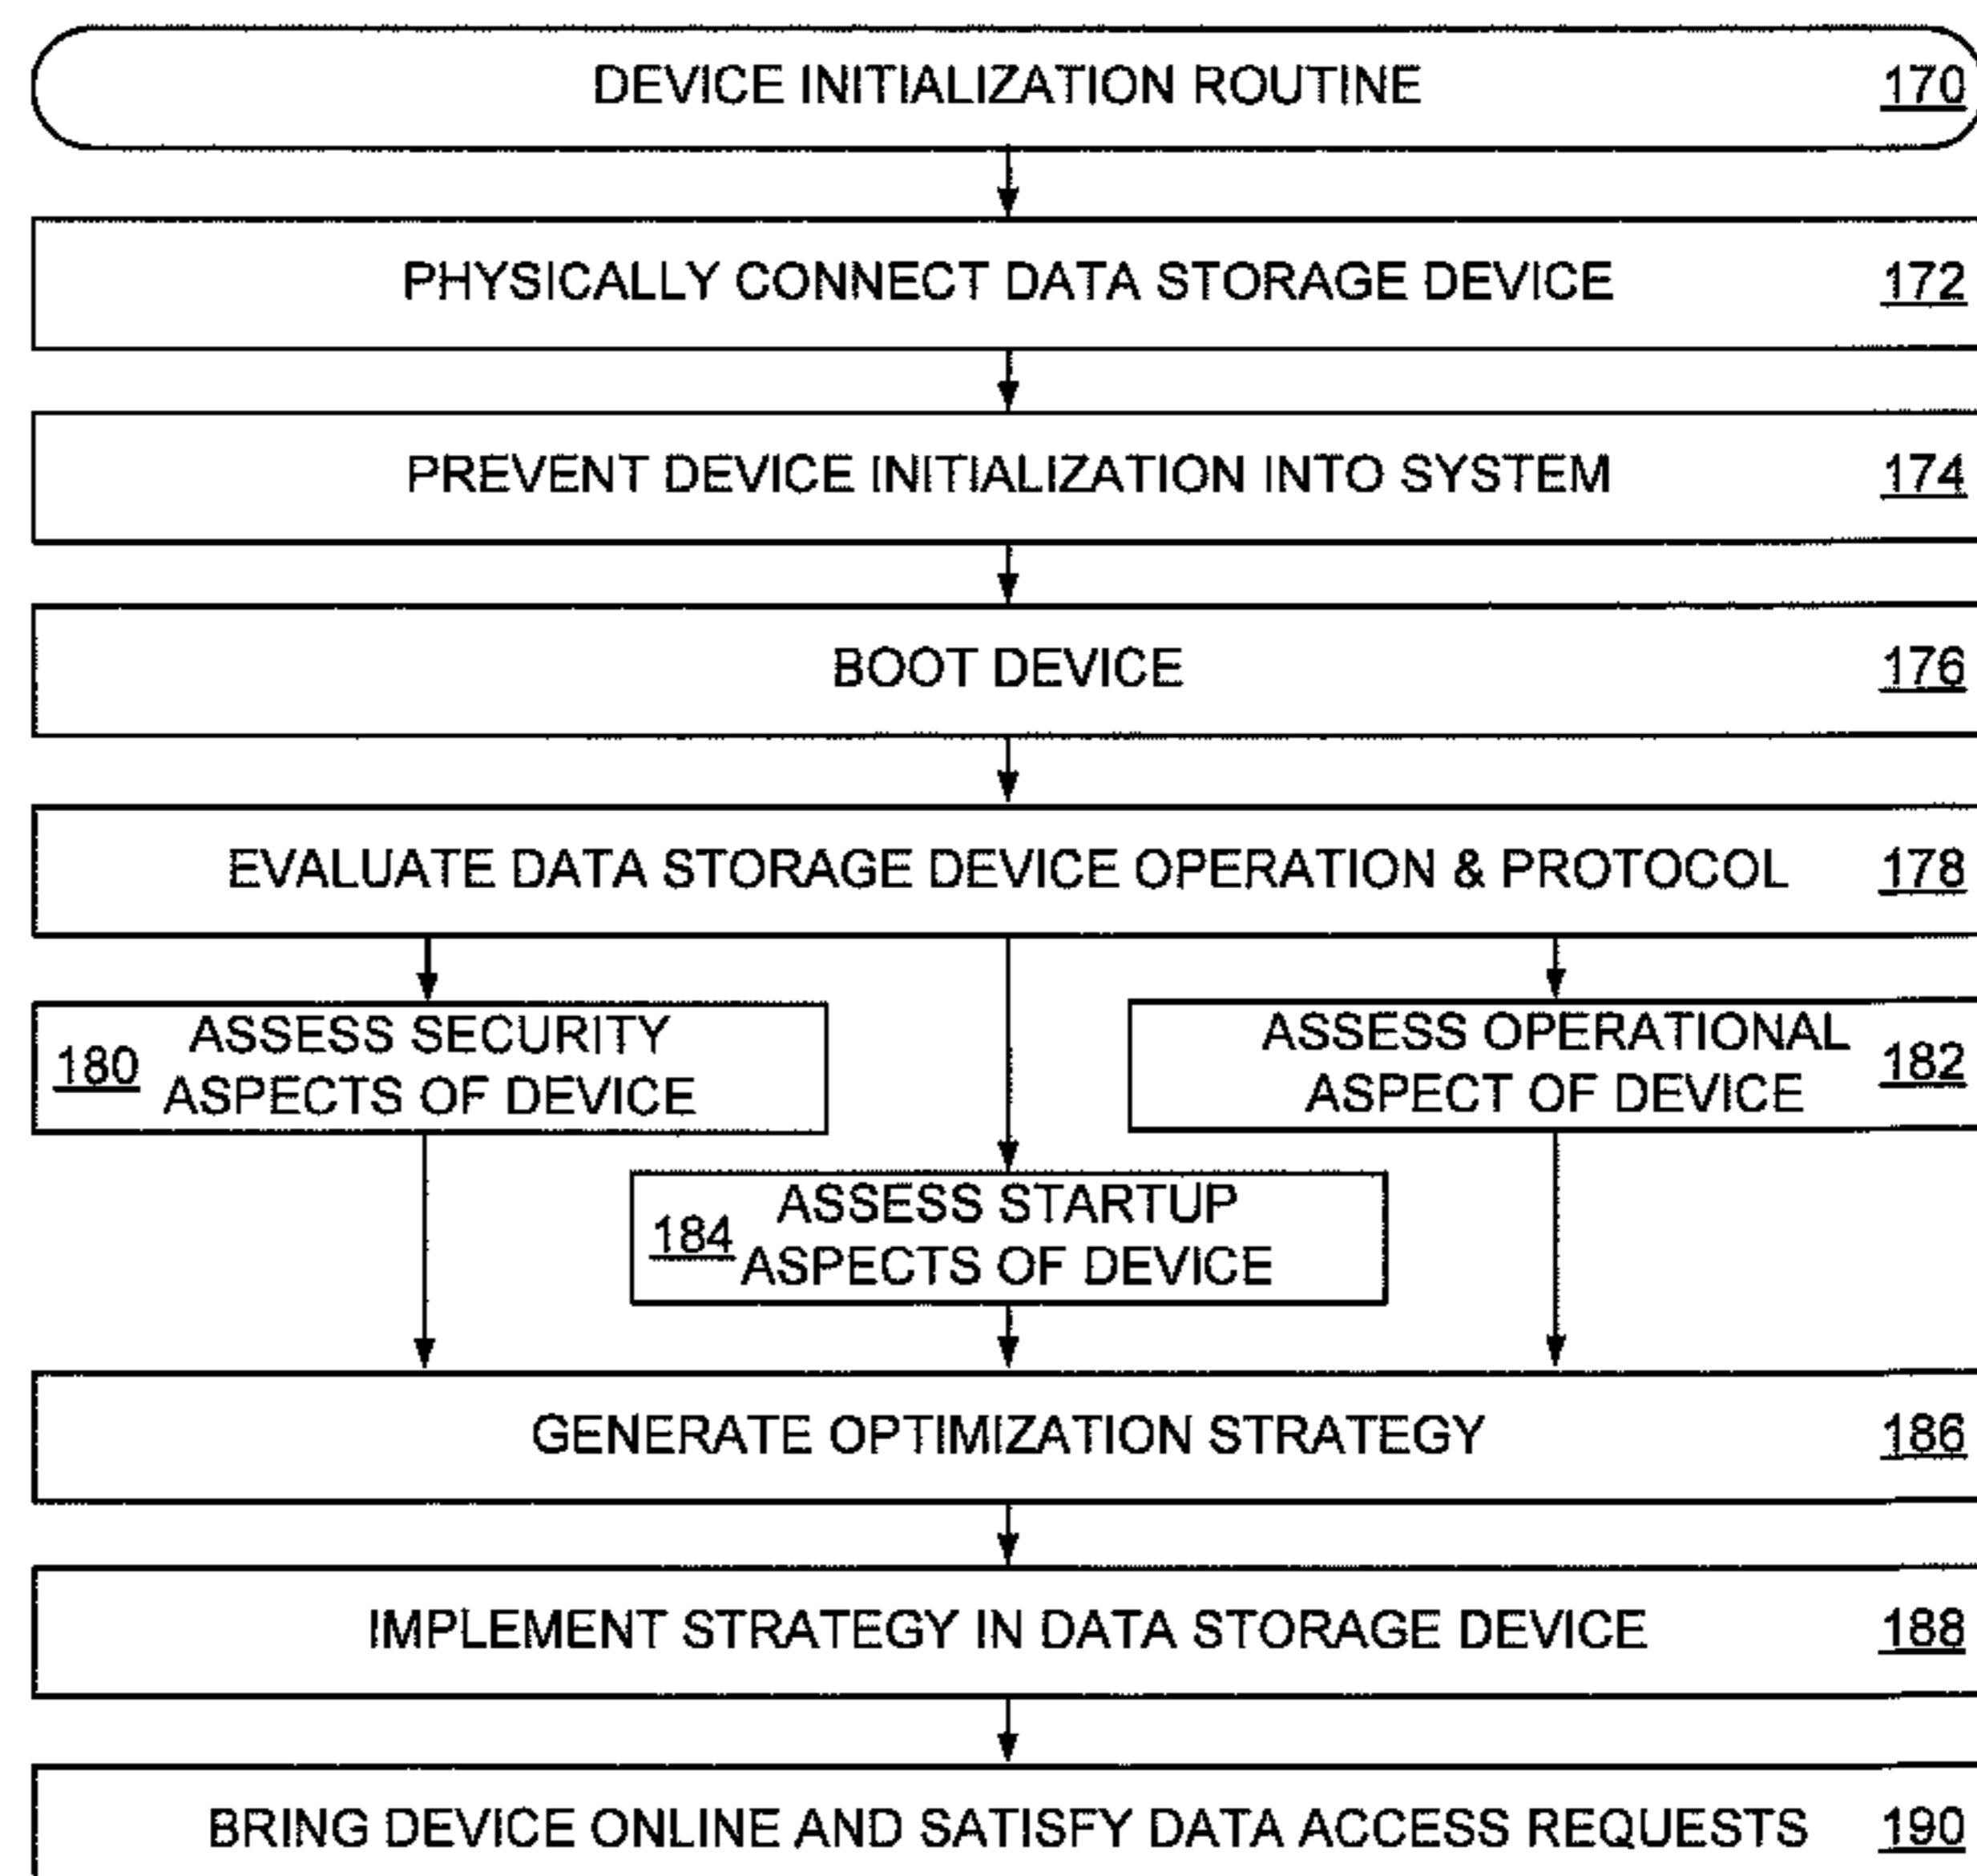 DEVICE INITIALIZATION ROUTINE 170
PHYSICALLY CONNECT DATA STORAGE DEVICE 172
PREVENT DEVICE INITIALIZATION INTO SYSTEM 174
BOOT DEVICE 176
EVALUATE DATA STORAGE DEVICE OPERATION & PROTOCOL 178
180 ASSESS SECURITY
ASPECTS OF DEVICE
ASSESS OPERATIONAL 182
ASPECT OF DEVICE
184 ASSESS STARTUP
ASPECTS OF DEVICE
GENERATE OPTIMIZATION STRATEGY 186
IMPLEMENT STRATEGY IN DATA STORAGE DEVICE 188
BRING DEVICE ONLINE AND SATISFY DATA ACCESS REQUESTS 190